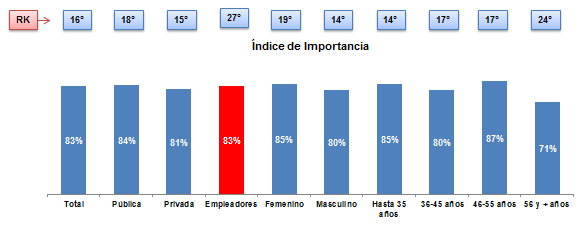 RK 16° 18° 15° 27° 19° 14° 14° 17° 17° 24°
Índice de Importancia
83% 84% 81% 83% 85% 80% 85% 80% 87% 71%
Total Pública Privada Empleadores Femenino Masculino Hasta 35 36-45 años 46-55 años 56 y + años
años